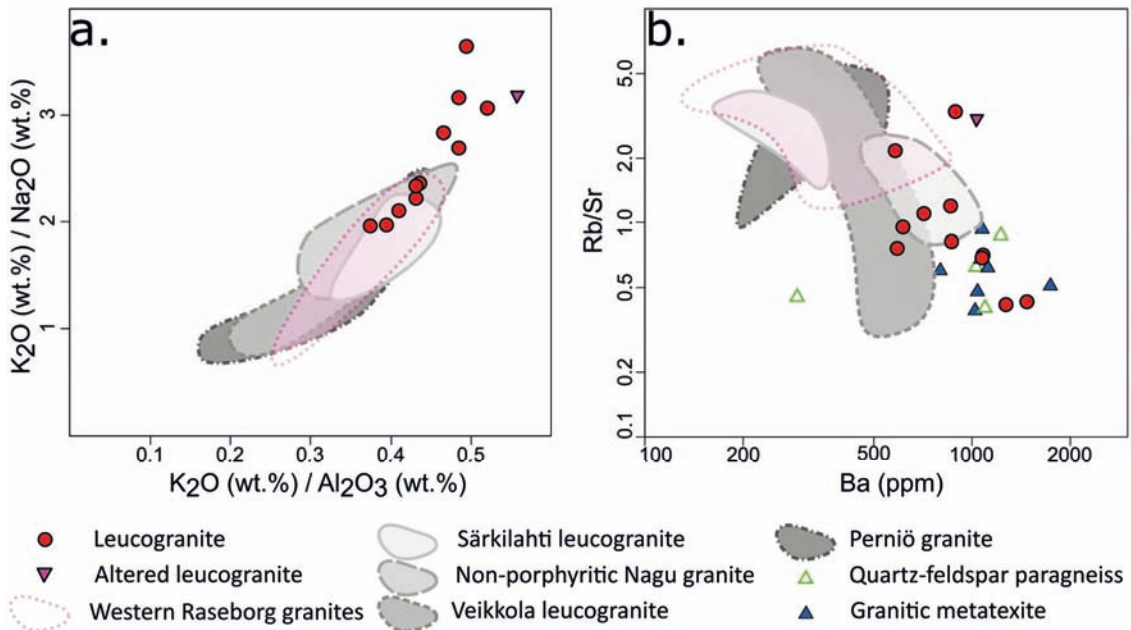 a.
K2O (wt.%) / Na2O (wt.%)
3
2
1
0.1 0.2 0.3 0.4 0.5
K2O (wt.%) / Al2O3 (wt.%)
b.
Rb/Sr
5.0
2.0
1.0
0.5
0.2
0.1
100 200 500 1000 2000
Ba (ppm)
Leucogranite
Särkilahti leucogranite
Perniö granite
Altered leucogranite
Non-porphyritic Nagu granite
Quartz-feldspar paragneiss
Western Raseborg granites
Veikkola leucogranite
Granitic metatexite